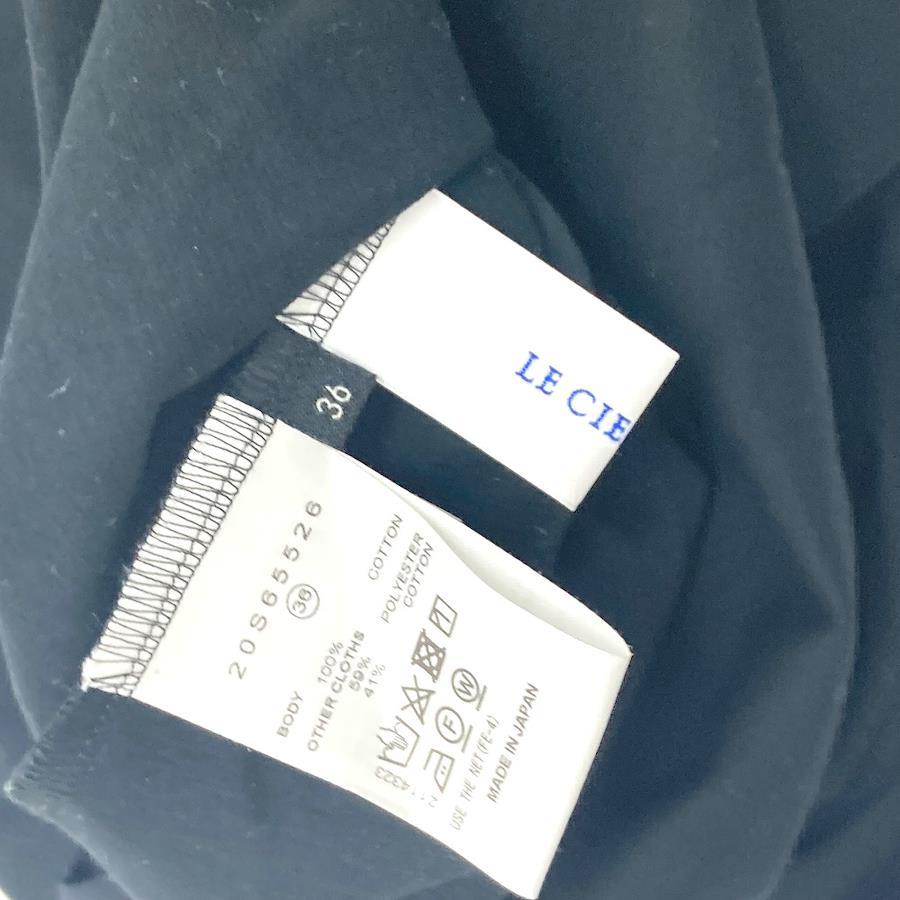 LE CIE
36
20S65526
36
BODY
100% COTTON
OTHER CLOTHS
59% POLYESTER
41% COTTON
USE THE NET (FE-4)
MADE IN JAPAN